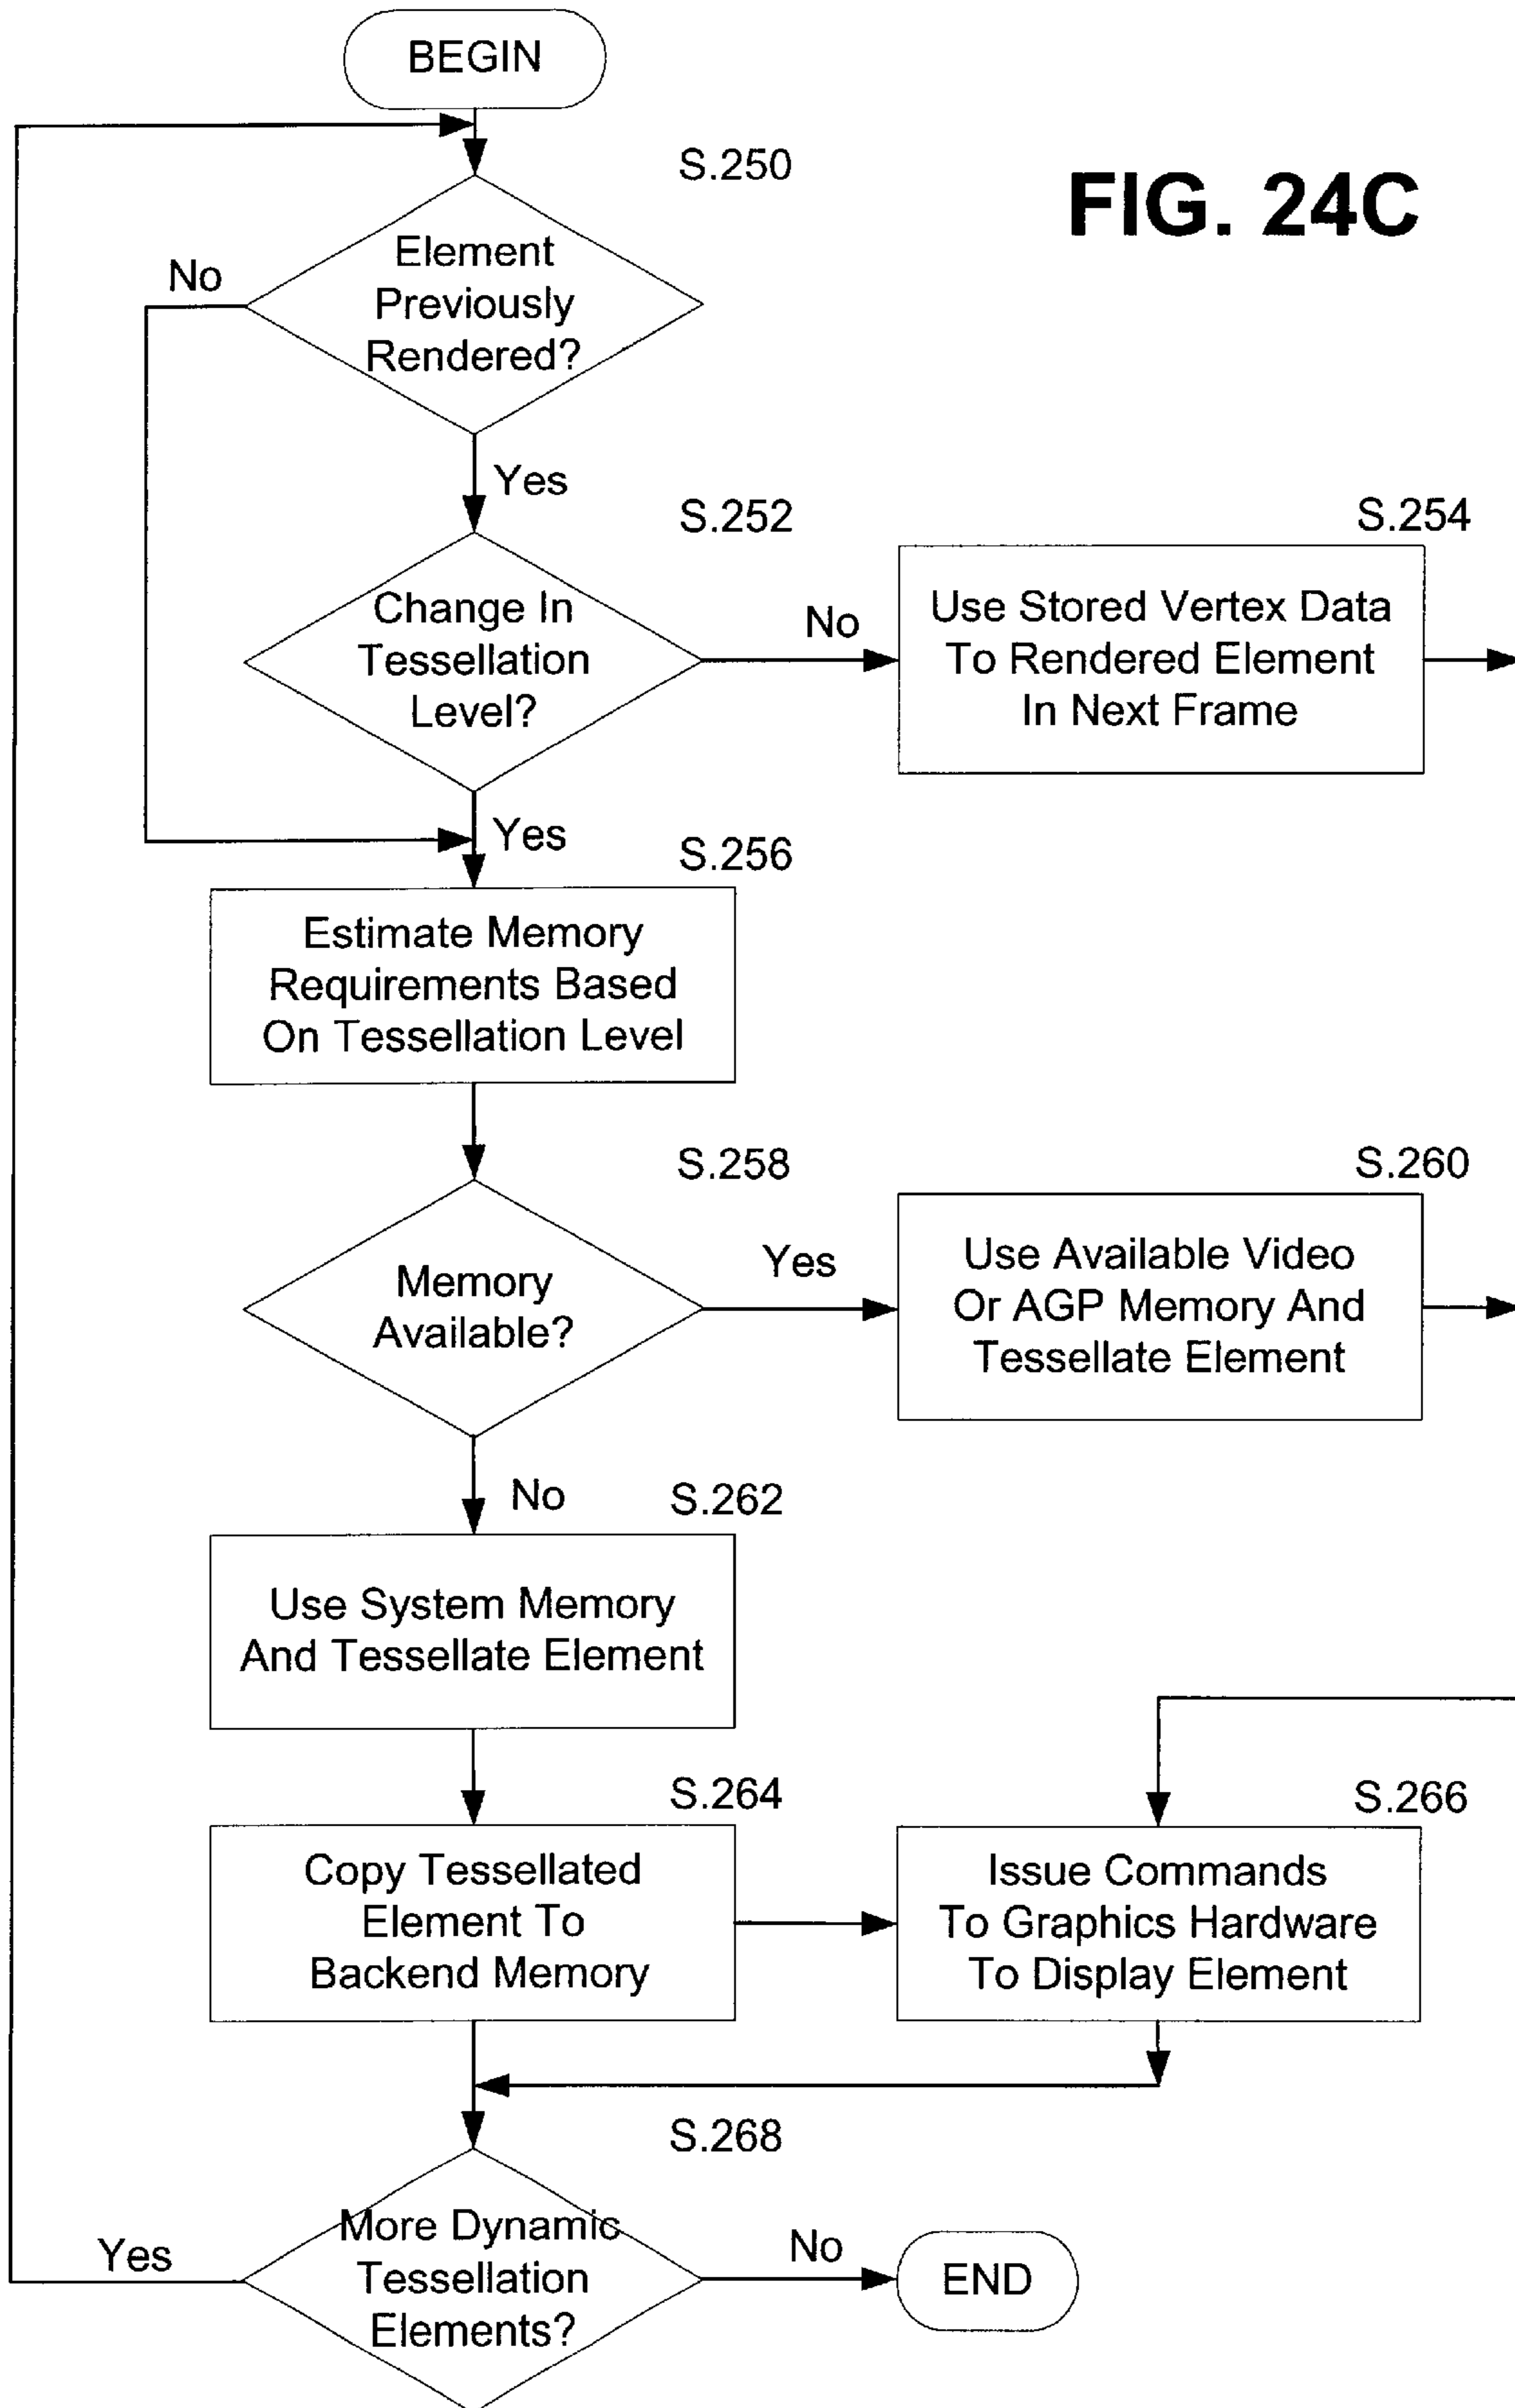 BEGIN
S.250
FIG. 24C
Element
Previously
Rendered?
No
Yes
S.252
S.254
Change In
Tessellation
Level?
No
Use Stored Vertex Data
To Rendered Element
In Next Frame
Yes
S.256
Estimate Memory
Requirements Based
On Tessellation Level
S.258
S.260
Memory
Available?
Yes
Use Available Video
Or AGP Memory And
Tessellate Element
No
S.262
Use System Memory
And Tessellate Element
S.264
S.266
Copy Tessellated
Element To
Backend Memory
Issue Commands
To Graphics Hardware
To Display Element
S.268
More Dynamic
Tessellation
Elements?
Yes
No
END